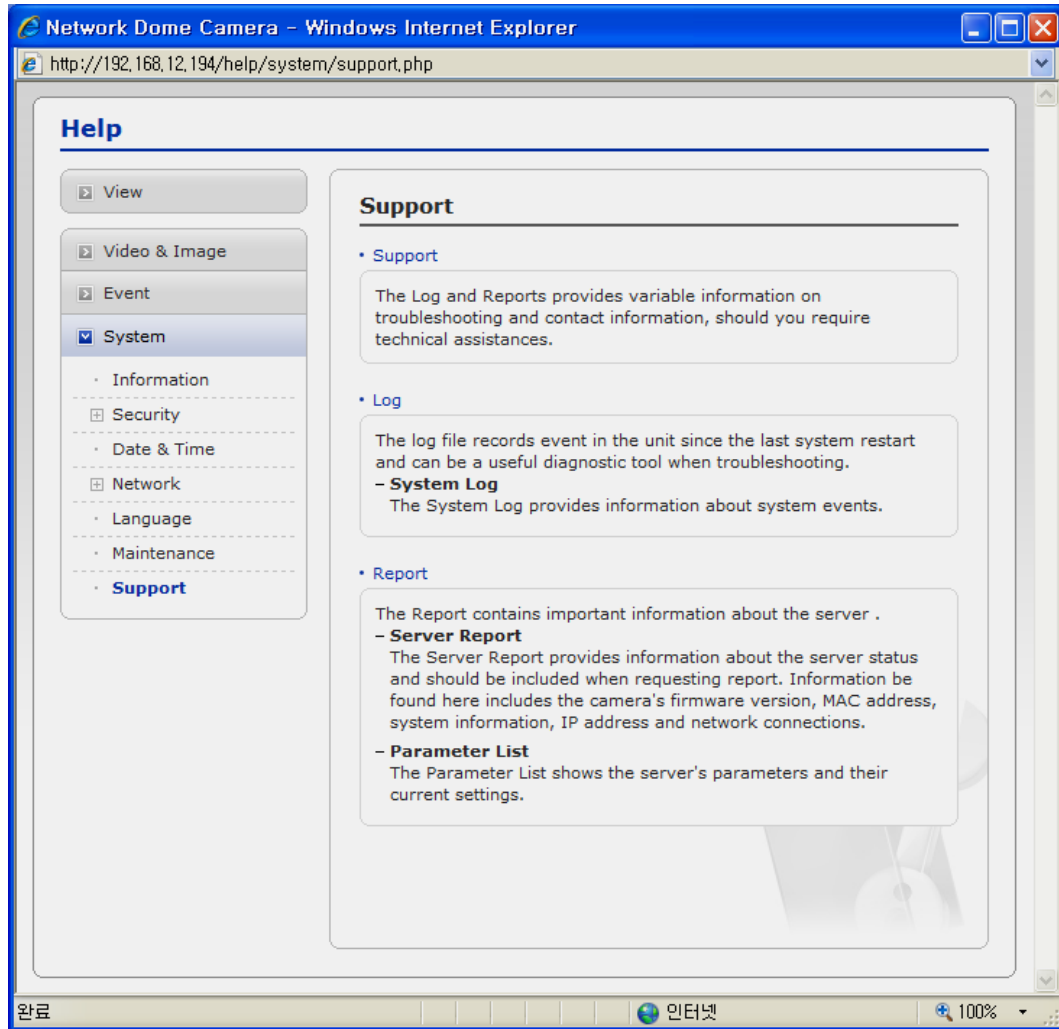 Network Dome Camera - Windows Internet Explorer
http://192,168,12,194/help/system/support,php
Help
View
Video & Image
Event
System
Information
Security
Date & Time
Network
Language
Maintenance
Support
Support
Support
The Log and Reports provides variable information on
troubleshooting and contact information, should you require
technical assistances.
Log
The log file records event in the unit since the last system restart
and can be a useful diagnostic tool when troubleshooting.
– System Log
The System Log provides information about system events.
Report
The Report contains important information about the server .
– Server Report
The Server Report provides information about the server status
and should be included when requesting report. Information be
found here includes the camera's firmware version, MAC address,
system information, IP address and network connections.
– Parameter List
The Parameter List shows the server's parameters and their
current settings.
완료
인터넷
100%